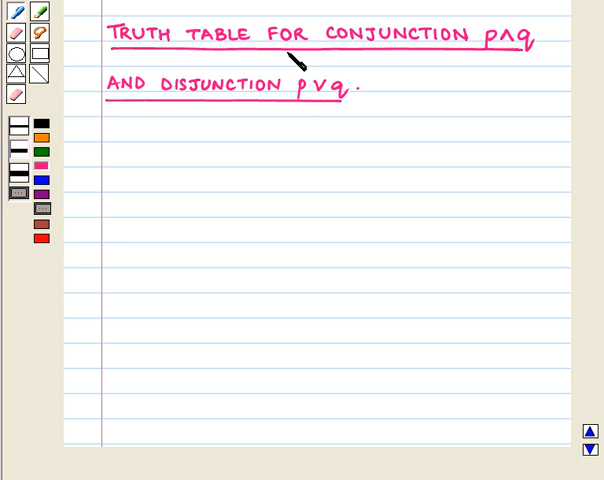 TRUTH TABLE FOR CONJUNCTION p∧q
AND DISJUNCTION p∨q.